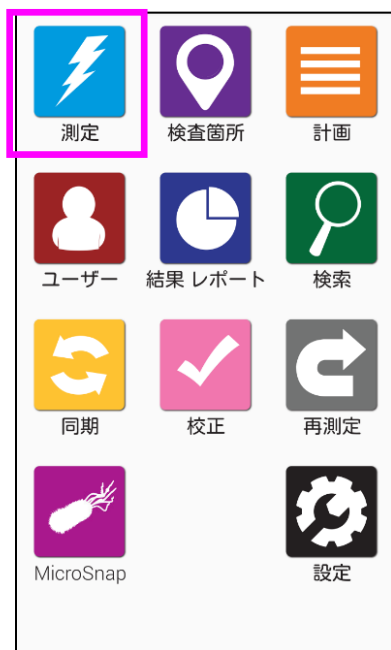 測定
検査箇所
計画
ユーザー
結果 レポート
検索
同期
校正
再測定
MicroSnap
設定